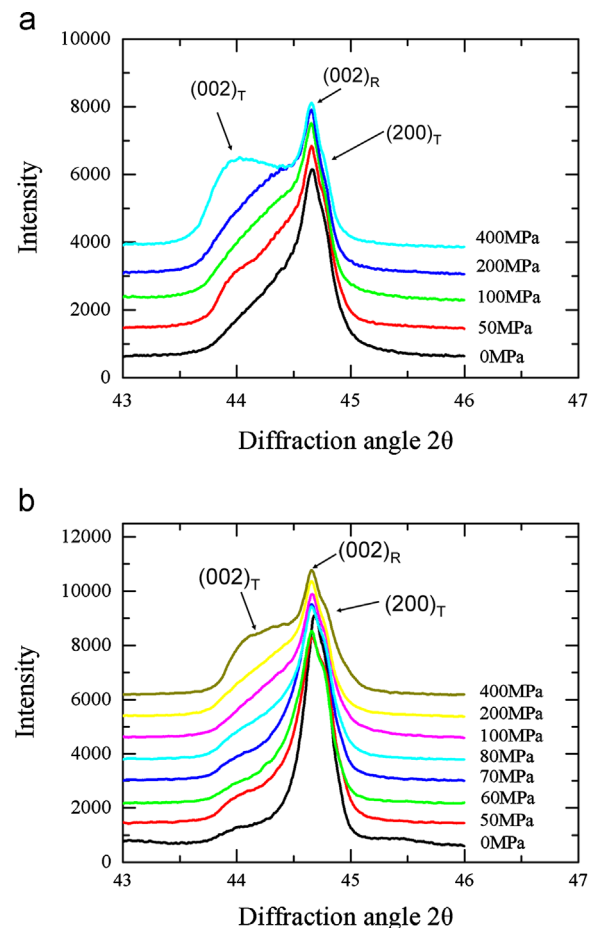 a
10000
8000
6000
4000
2000
0
Intensity
(002)T
(002)R
(200)T
400MPa
200MPa
100MPa
50MPa
0MPa
43 44 45 46 47
Diffraction angle 2θ
b
12000
10000
8000
6000
4000
2000
0
Intensity
(002)T
(002)R
(200)T
400MPa
200MPa
100MPa
80MPa
70MPa
60MPa
50MPa
0MPa
43 44 45 46 47
Diffraction angle 2θ